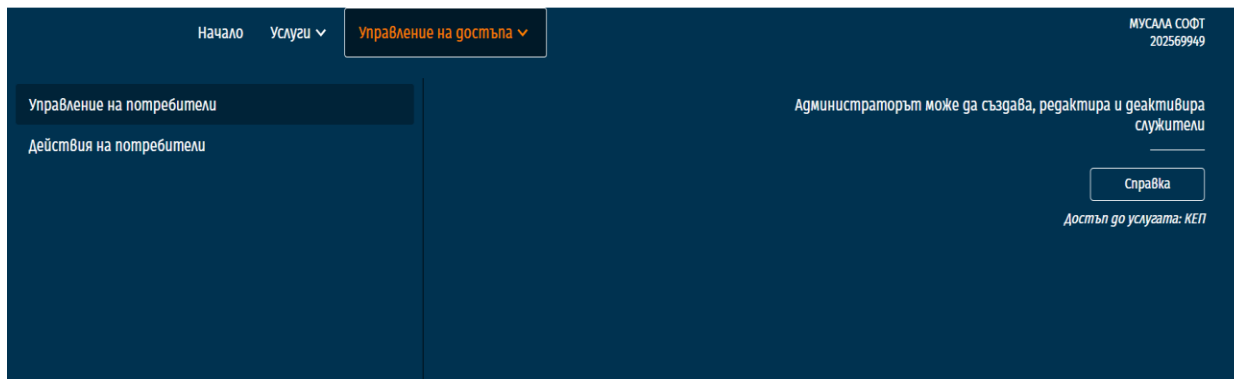 Начало Услуги Управление на достъпа
МУСАЛА СОФТ
202569949
Управление на потребители
Действия на потребители
Администраторът може да създава, редактира и деактивира
служители
Справка
Достъп до услугата: КЕП